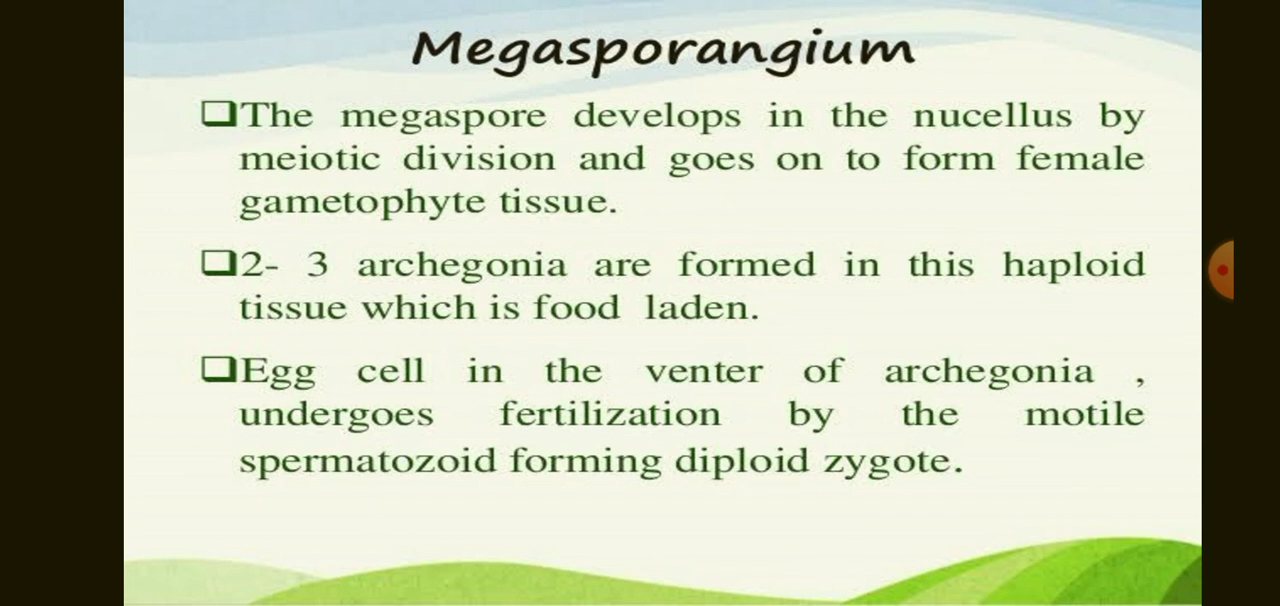 Megasporangium
The megaspore develops in the nucellus by
meiotic division and goes on to form female
gametophyte tissue.
2- 3 archegonia are formed in this haploid
tissue which is food laden.
Egg cell in the venter of archegonia ,
undergoes fertilization by the motile
spermatozoid forming diploid zygote.